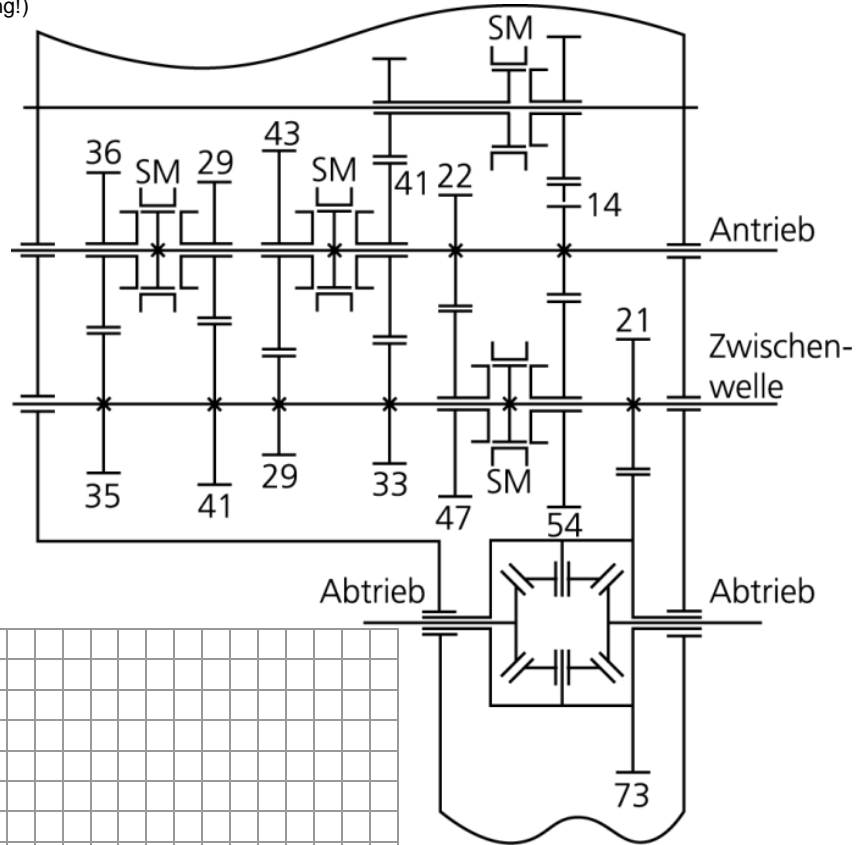 ng!)
SM
43
36
SM
29
SM
41
22
14
Antrieb
21
Zwischen-
welle
35
41
29
33
47
SM
54
Abtrieb
Abtrieb
73